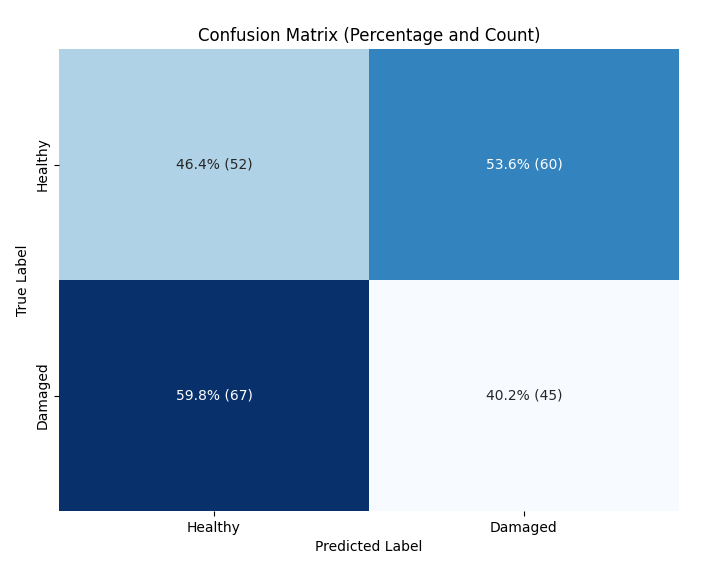 Confusion Matrix (Percentage and Count)
True Label
Healthy
46.4% (52)
53.6% (60)
Damaged
59.8% (67)
40.2% (45)
Healthy
Damaged
Predicted Label